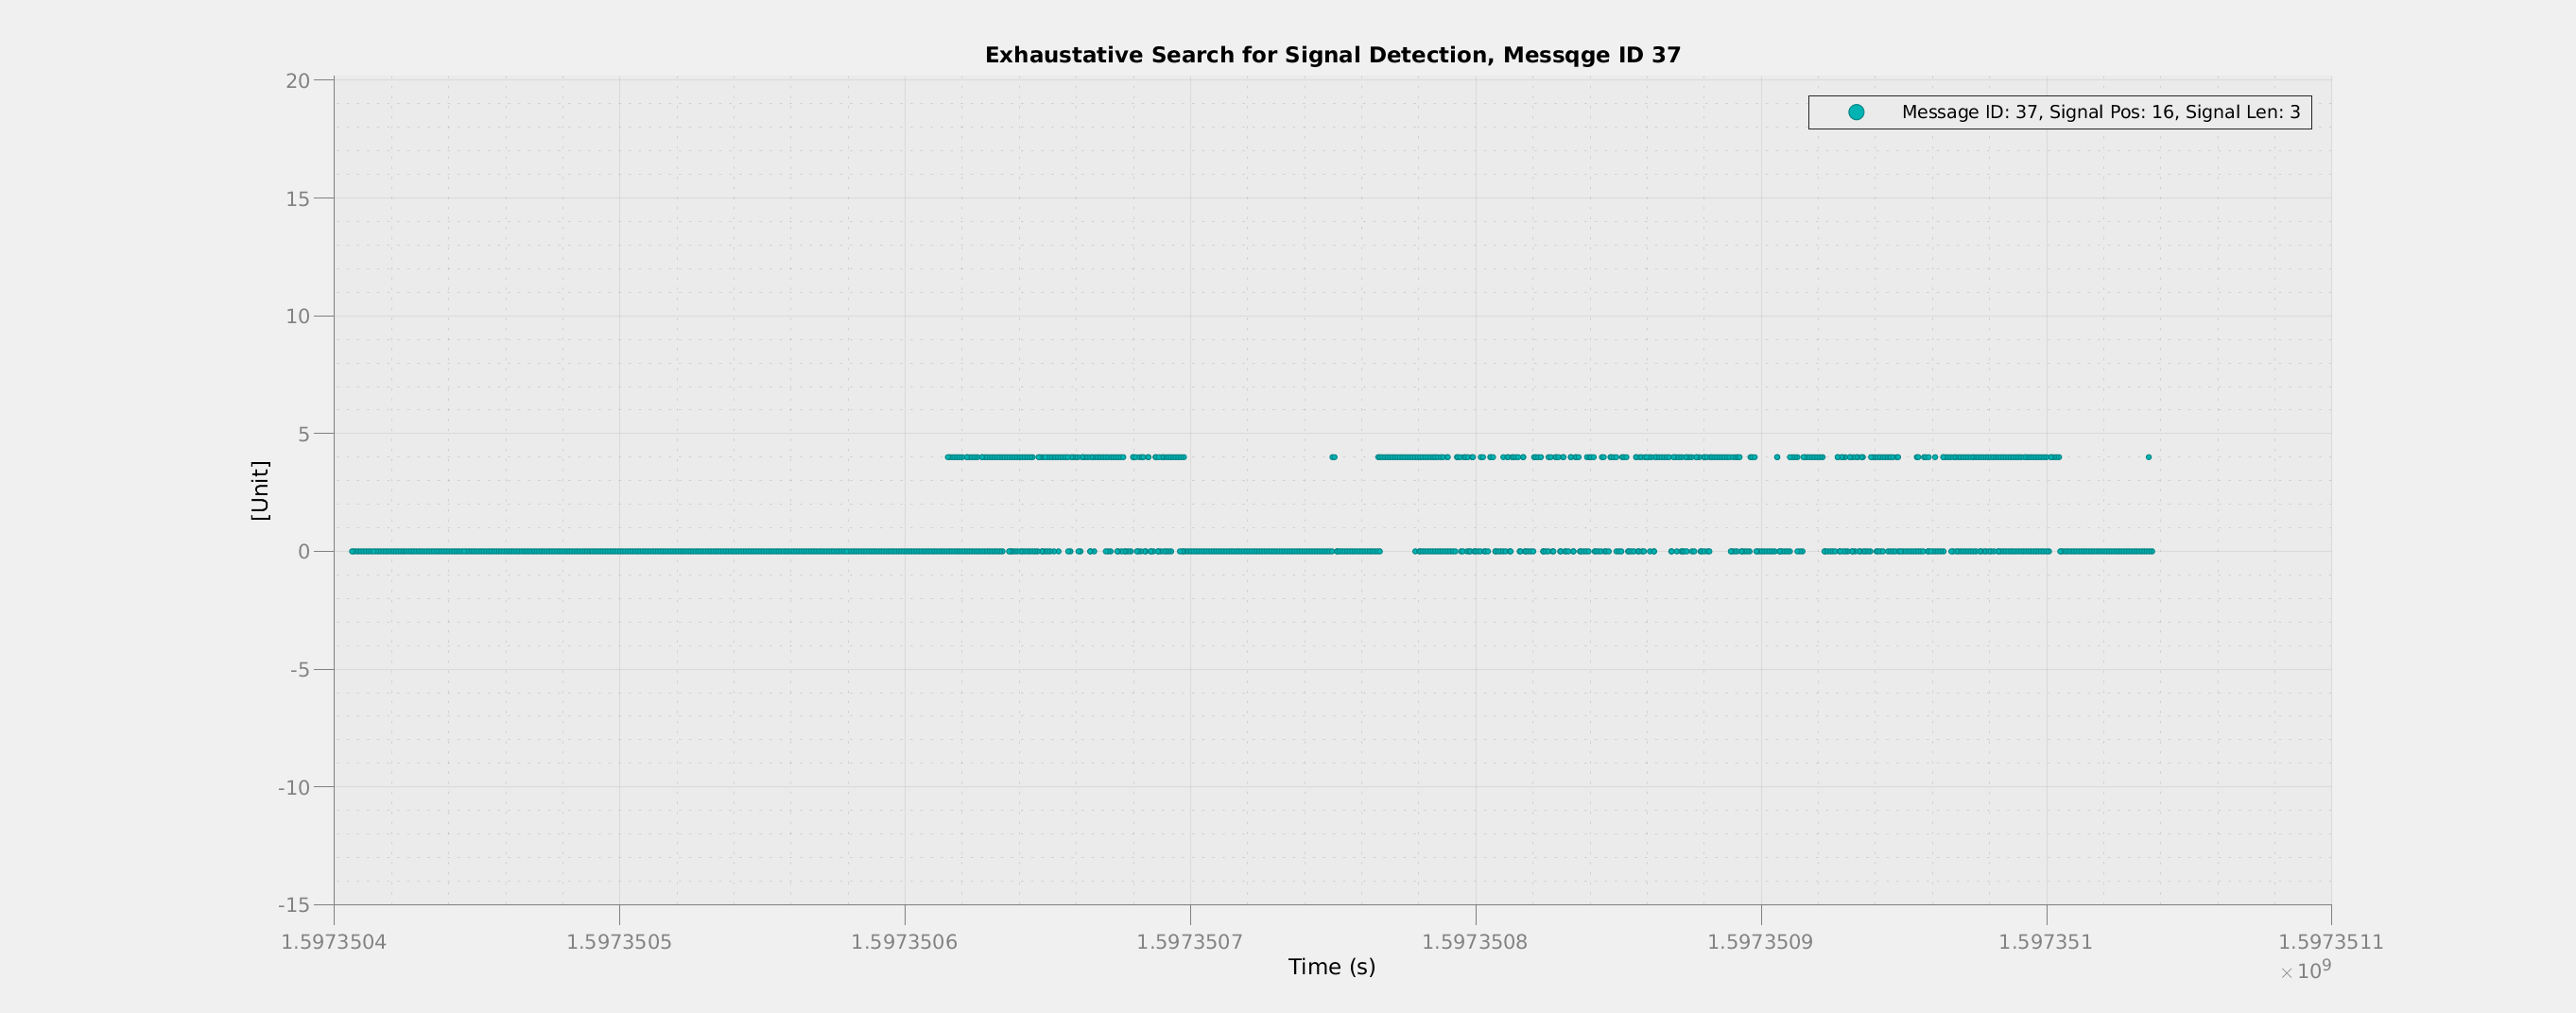 Exhaustative Search for Signal Detection, Messqge ID 37
20
Message ID: 37, Signal Pos: 16, Signal Len: 3
15
10
5
[Unit]
0
-5
-10
-15
1.5973504 1.5973505 1.5973506 1.5973507 1.5973508 1.5973509 1.597351 1.5973511
Time (s)
× 10⁹